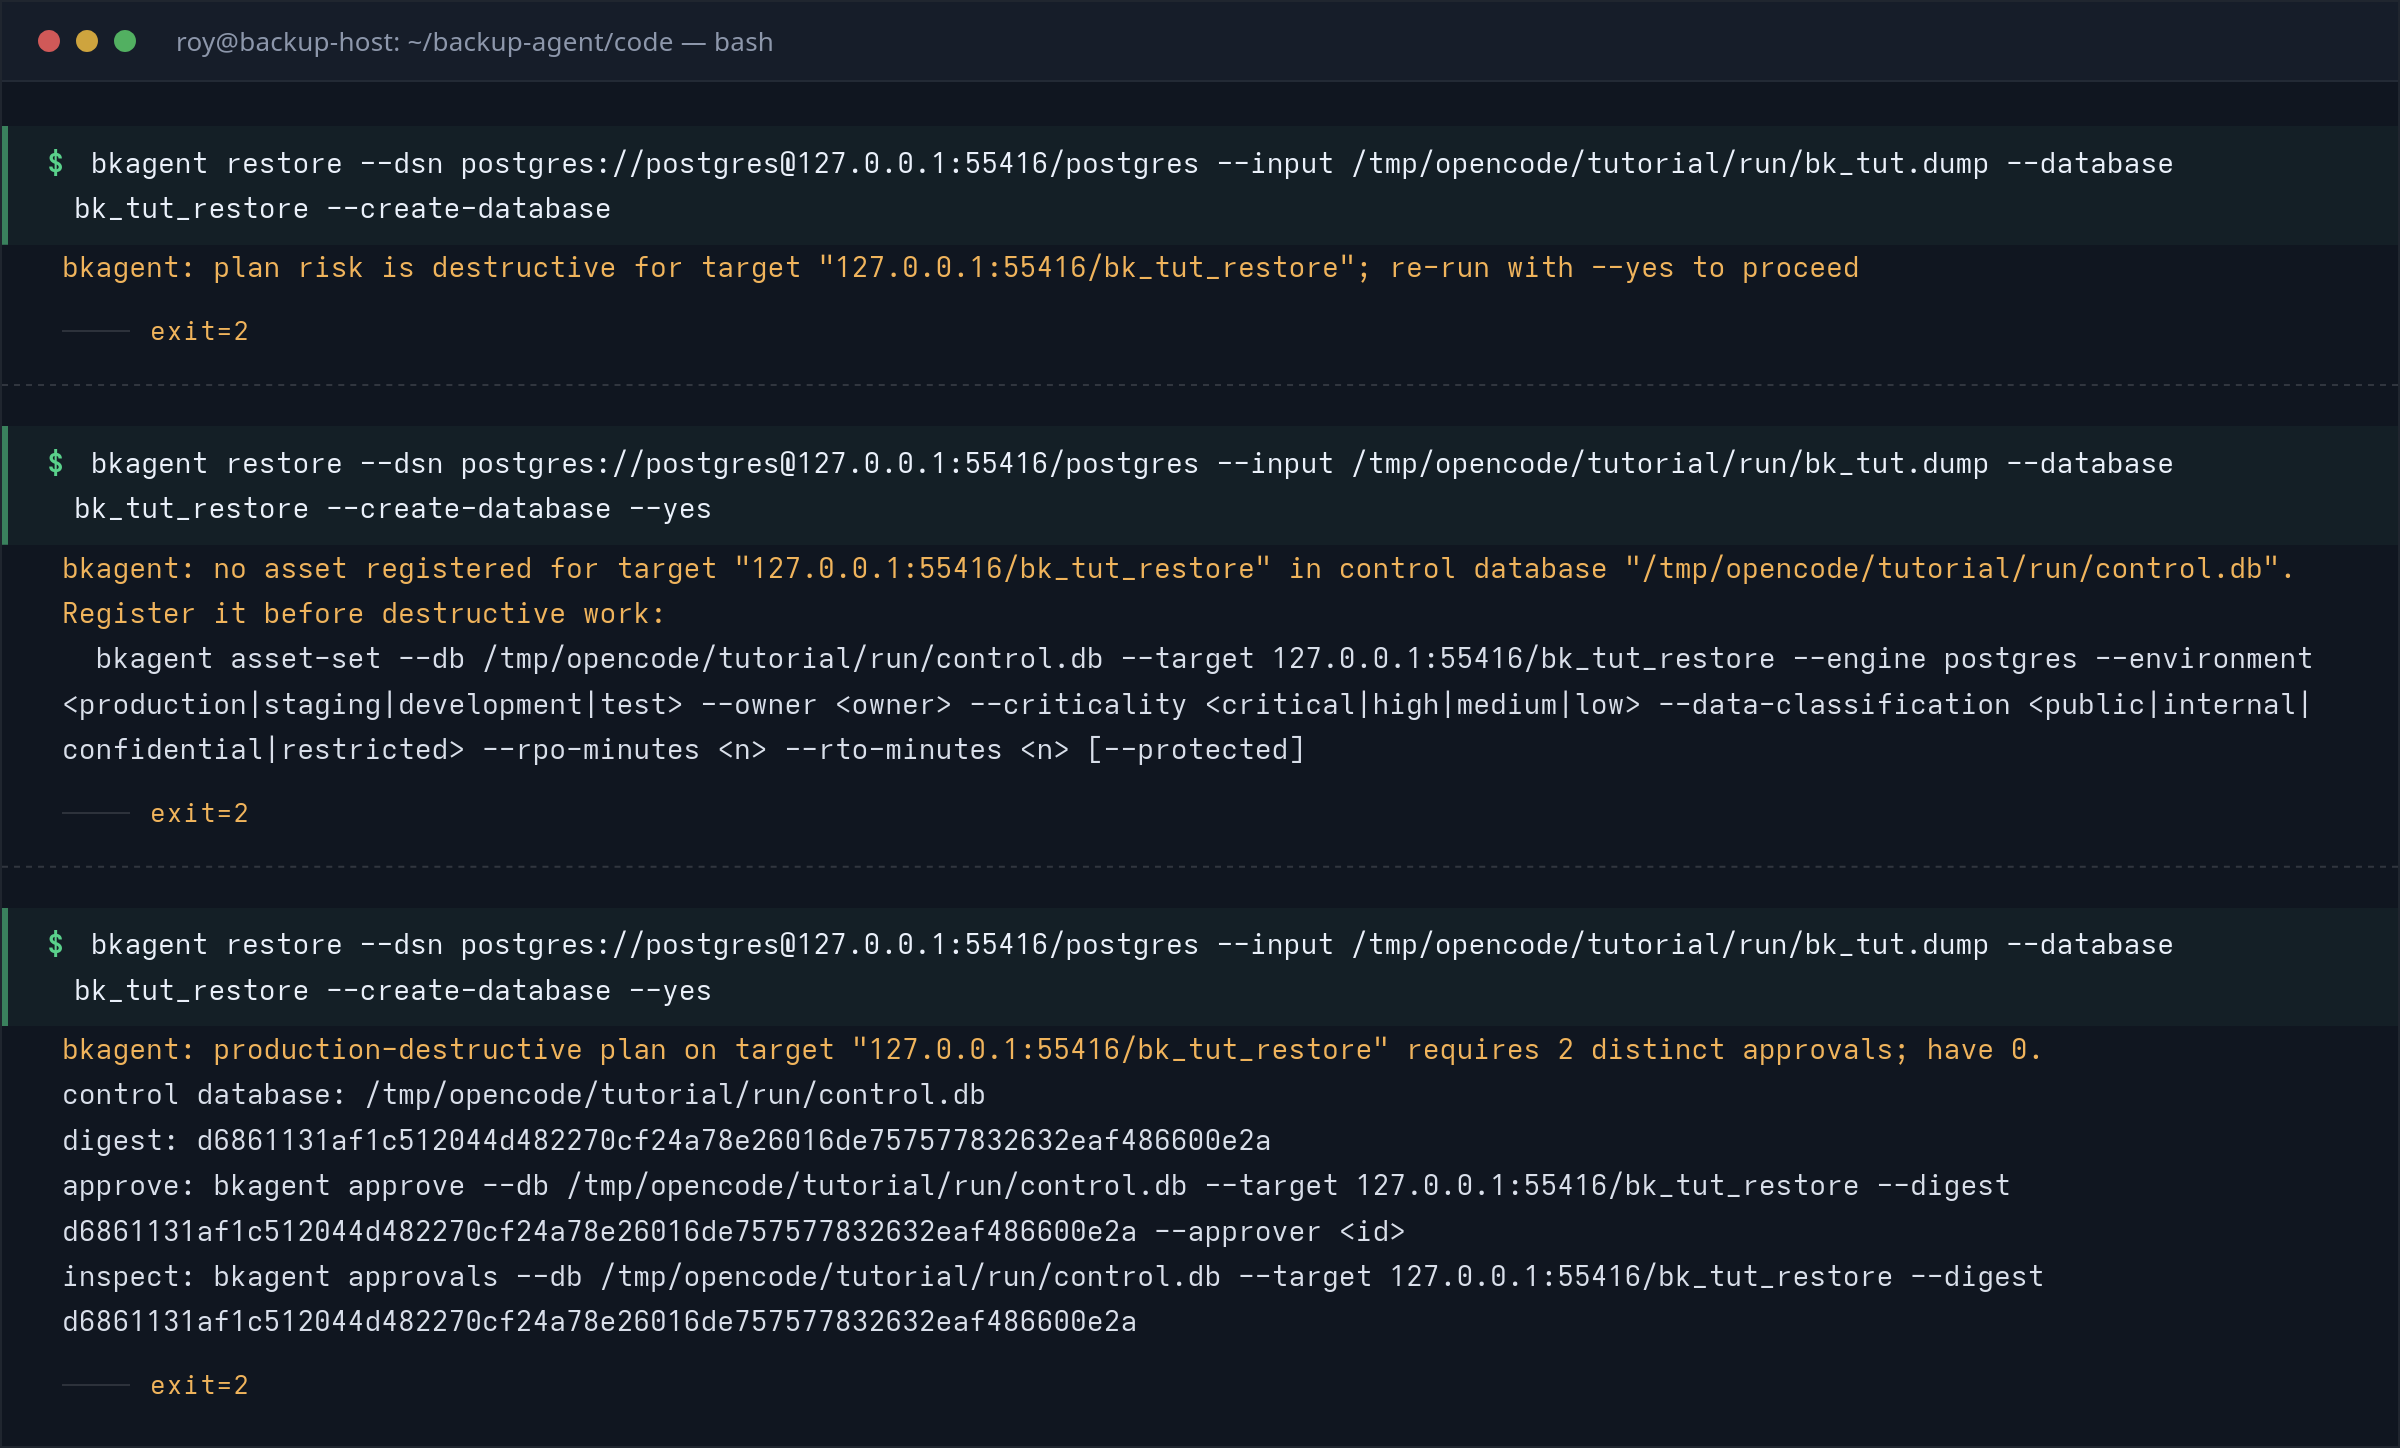 roy@backup-host: ~/backup-agent/code — bash
$ bkagent restore --dsn postgres://postgres@127.0.0.1:55416/postgres --input /tmp/opencode/tutorial/run/bk_tut.dump --database
bk_tut_restore --create-database
bkagent: plan risk is destructive for target "127.0.0.1:55416/bk_tut_restore"; re-run with --yes to proceed
exit=2
$ bkagent restore --dsn postgres://postgres@127.0.0.1:55416/postgres --input /tmp/opencode/tutorial/run/bk_tut.dump --database
bk_tut_restore --create-database --yes
bkagent: no asset registered for target "127.0.0.1:55416/bk_tut_restore" in control database "/tmp/opencode/tutorial/run/control.db".
Register it before destructive work:
bkagent asset-set --db /tmp/opencode/tutorial/run/control.db --target 127.0.0.1:55416/bk_tut_restore --engine postgres --environment
<production|staging|development|test> --owner <owner> --criticality <critical|high|medium|low> --data-classification <public|internal|
confidential|restricted> --rpo-minutes <n> --rto-minutes <n> [--protected]
exit=2
$ bkagent restore --dsn postgres://postgres@127.0.0.1:55416/postgres --input /tmp/opencode/tutorial/run/bk_tut.dump --database
bk_tut_restore --create-database --yes
bkagent: production-destructive plan on target "127.0.0.1:55416/bk_tut_restore" requires 2 distinct approvals; have 0.
control database: /tmp/opencode/tutorial/run/control.db
digest: d6861131af1c512044d482270cf24a78e26016de757577832632eaf486600e2a
approve: bkagent approve --db /tmp/opencode/tutorial/run/control.db --target 127.0.0.1:55416/bk_tut_restore --digest
d6861131af1c512044d482270cf24a78e26016de757577832632eaf486600e2a --approver <id>
inspect: bkagent approvals --db /tmp/opencode/tutorial/run/control.db --target 127.0.0.1:55416/bk_tut_restore --digest
d6861131af1c512044d482270cf24a78e26016de757577832632eaf486600e2a
exit=2